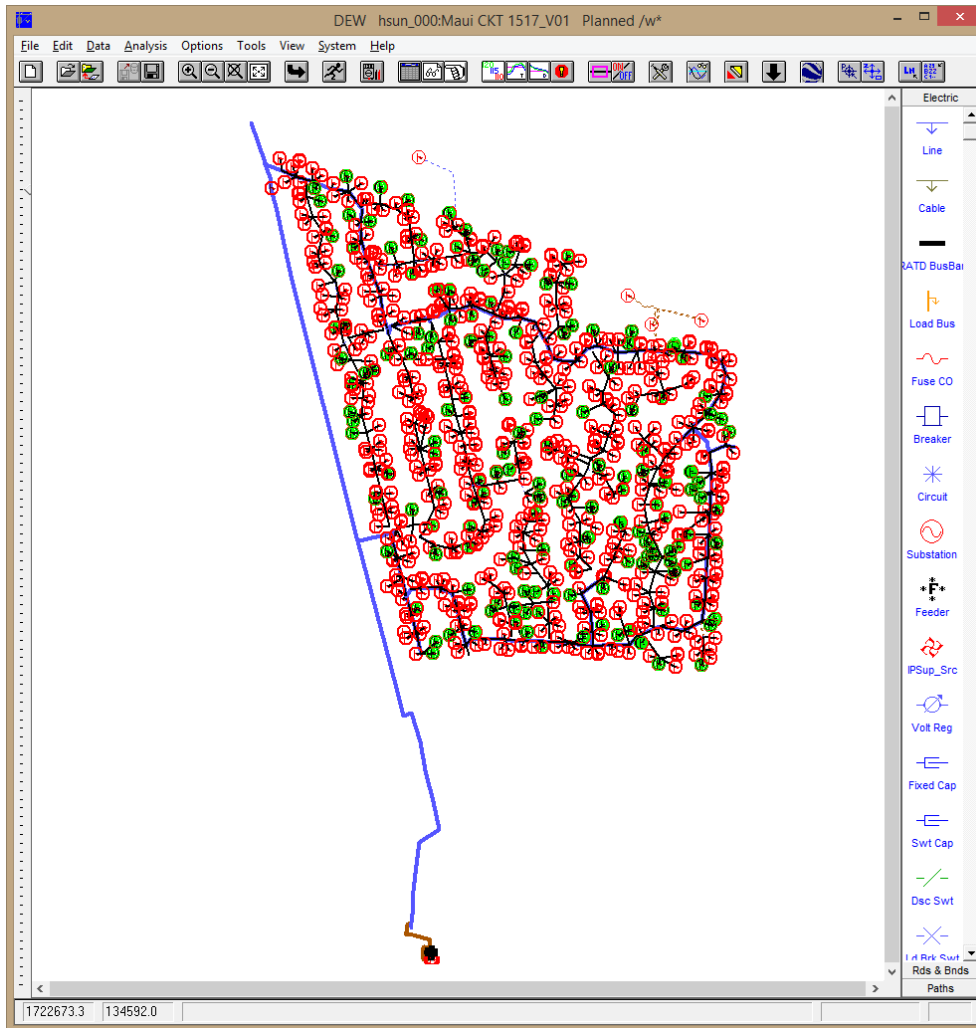 DEW hsun_000:Maui CKT 1517_V01 Planned /w*
File Edit Data Analysis Options Tools View System Help
ON/OFF
Electric
Line
Cable
RATD BusBar
Load Bus
Fuse CO
Breaker
Circuit
Substation
*F*
Feeder
IPSup_Src
Volt Reg
Fixed Cap
Swt Cap
Dsc Swt
Ld Brk Swt
Rds & Bnds
Paths
1722673.3 134592.0